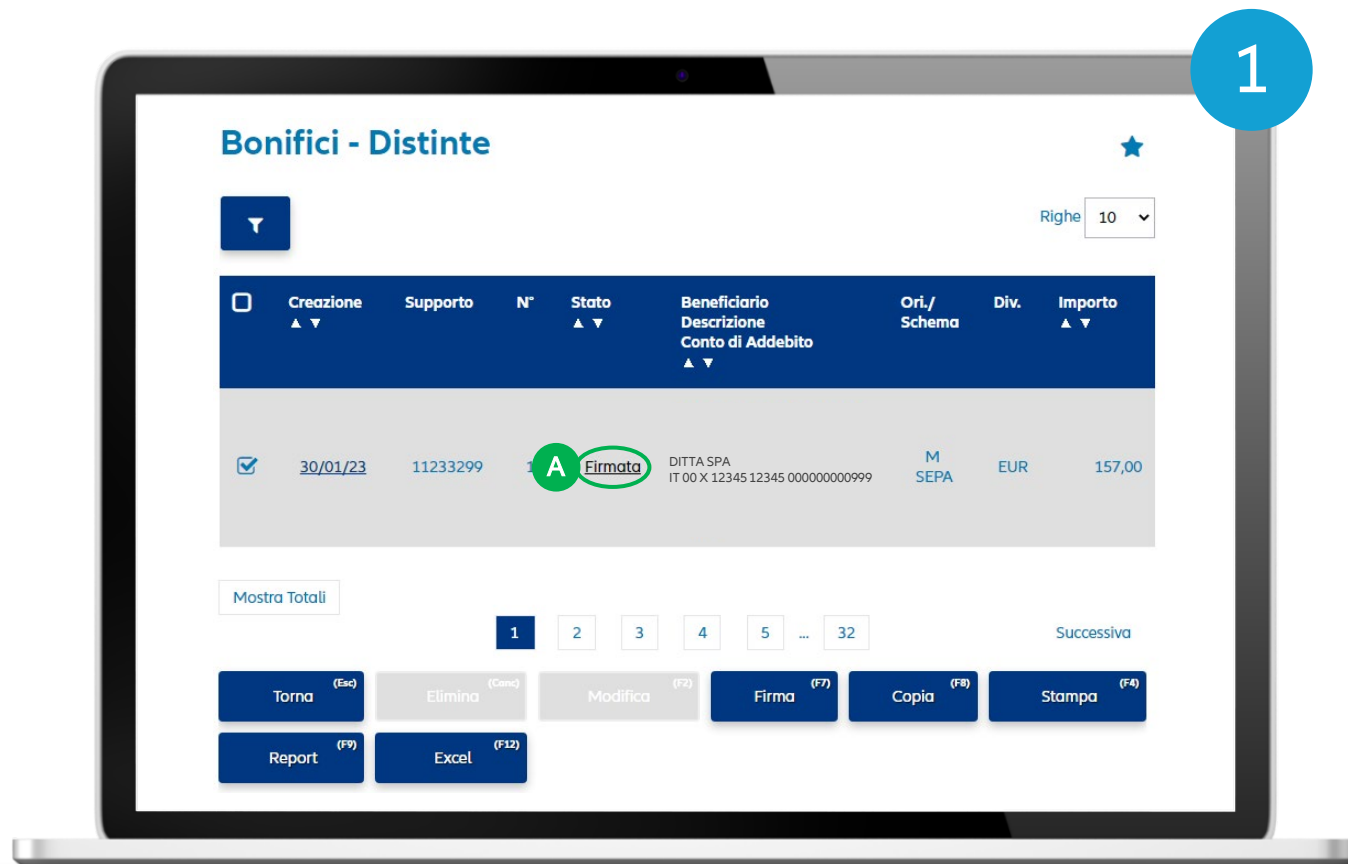 1
Bonifici - Distinte
Righe 10
Creazione Supporto N° Stato Beneficiario Ori./ Div. Importo
Descrizione Schema
Conto di Addebito
30/01/23 11233299 1 A Firmata DITTA SPA M SEPA EUR 157,00
IT 00 X 12345 12345 000000000999
Mostra Totali
1 2 3 4 5 ... 32 Successiva
Torna (Esc) Elimina (Canc) Modifica (F2) Firma (F7) Copia (F8) Stampa (F4)
Report (F9) Excel (F12)